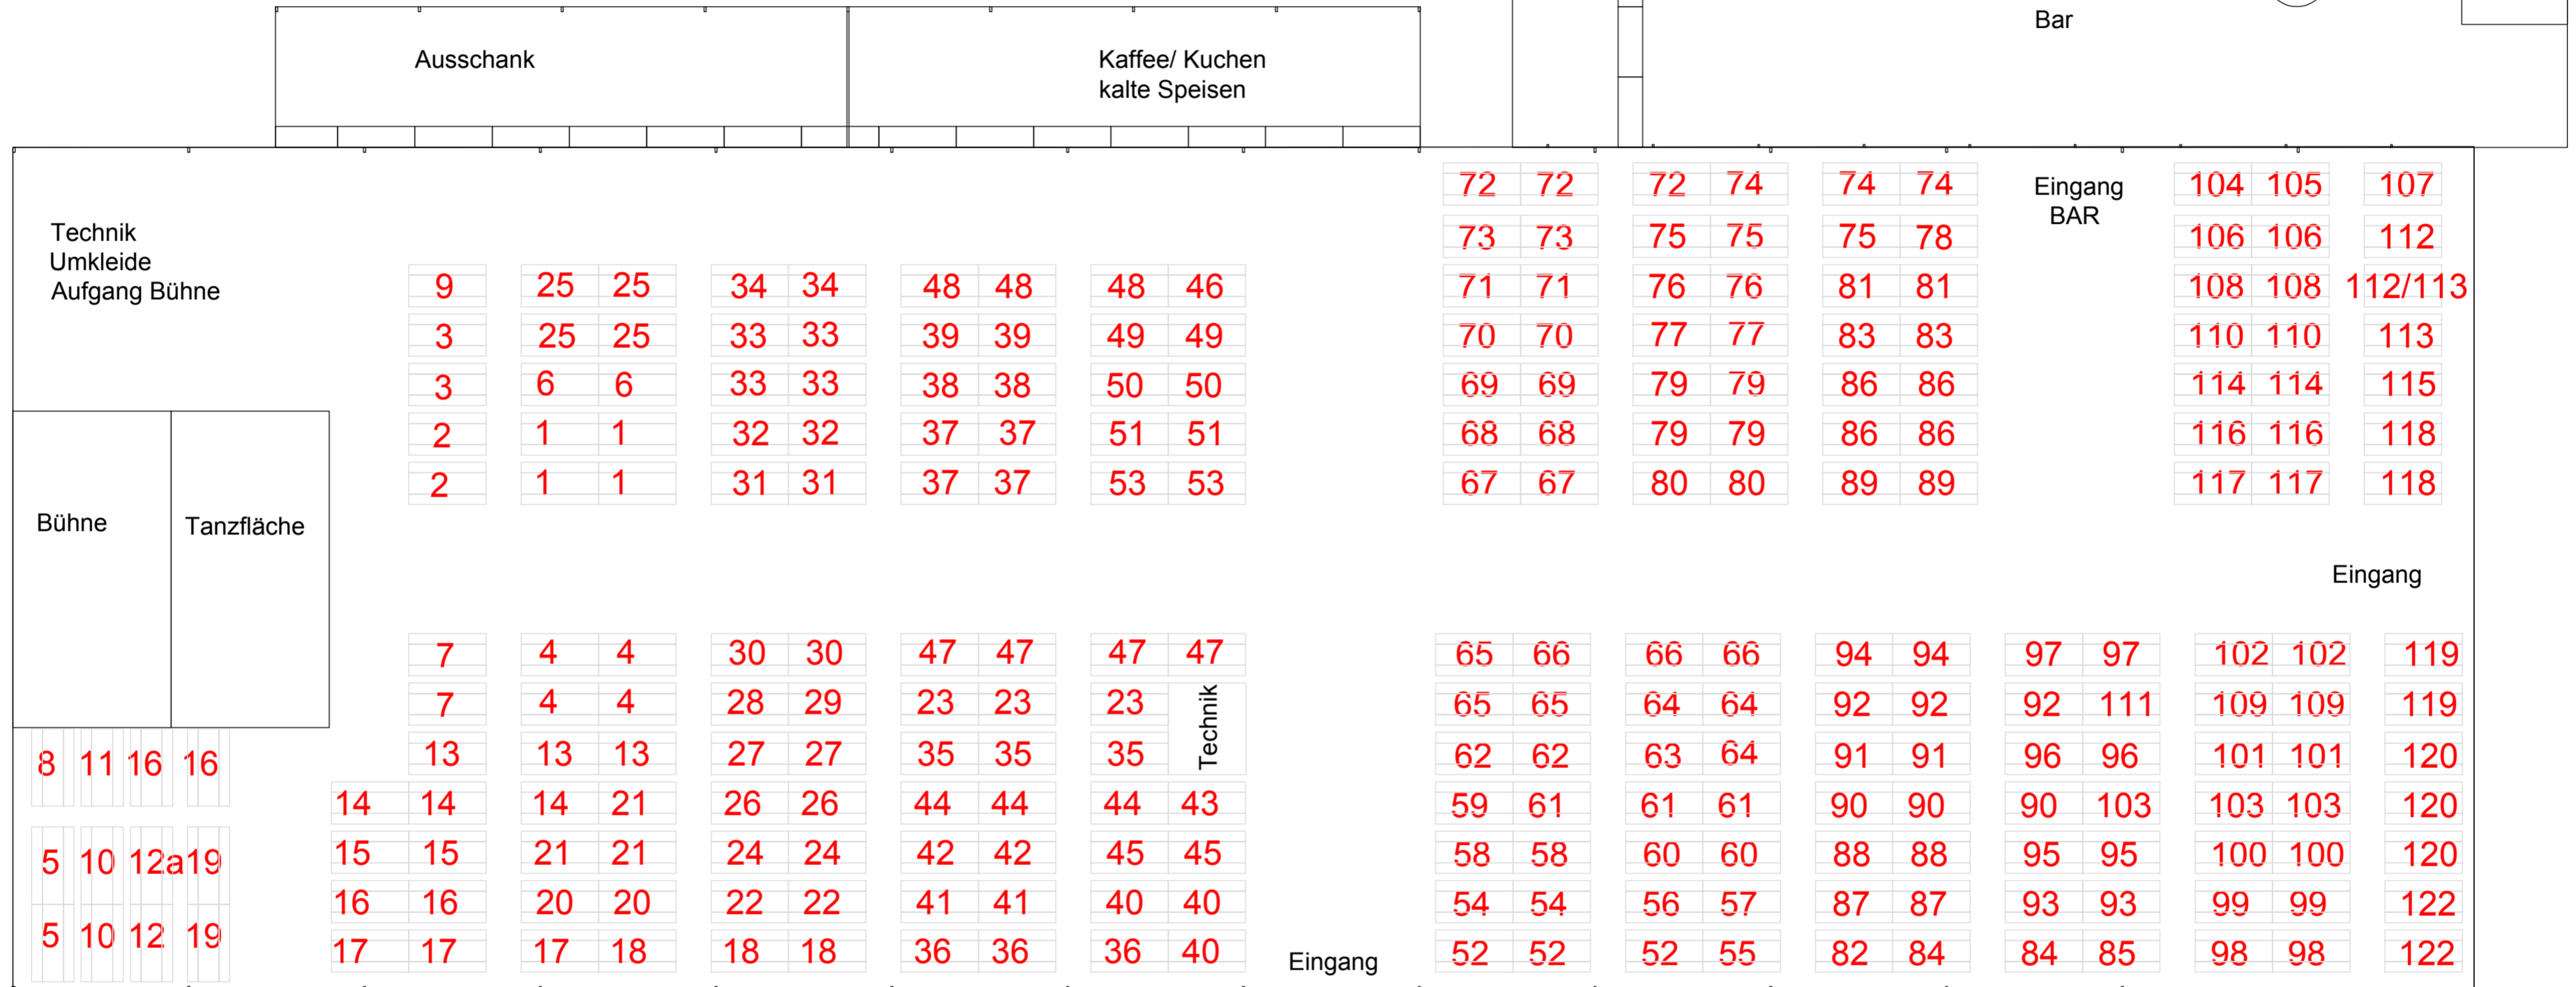 Bar
Ausschank
Kaffee/ Kuchen
kalte Speisen
72 72 72 74 74 74 Eingang 104 105 107
BAR
Technik
Umkleide
Aufgang Bühne
73 73 75 75 75 78 106 106 112
9 25 25 34 34 48 48 48 46 71 71 76 76 81 81 108 108 112/113
3 25 25 33 33 39 39 49 49 70 70 77 77 83 83 110 110 113
3 6 6 33 33 38 38 50 50 69 69 79 79 86 86 114 114 115
2 1 1 32 32 37 37 51 51 68 68 79 79 86 86 116 116 118
2 1 1 31 31 37 37 53 53 67 67 80 80 89 89 117 117 118
Bühne
Tanzfläche
Eingang
7 4 4 30 30 47 47 47 47 65 66 66 66 94 94 97 97 102 102 119
7 4 4 28 29 23 23 23 Technik 65 65 64 64 92 92 92 111 109 109 119
8 11 16 16 13 13 13 27 27 35 35 35 62 62 63 64 91 91 96 96 101 101 120
14 14 14 21 26 26 44 44 44 43 59 61 61 61 90 90 90 103 103 103 120
5 10 12a 19 15 15 21 21 24 24 42 42 45 45 58 58 60 60 88 88 95 95 100 100 120
16 16 20 20 22 22 41 41 40 40 54 54 56 57 87 87 93 93 99 99 122
5 10 12 19 17 17 17 18 18 18 36 36 36 40 Eingang 52 52 52 55 82 84 84 85 98 98 122